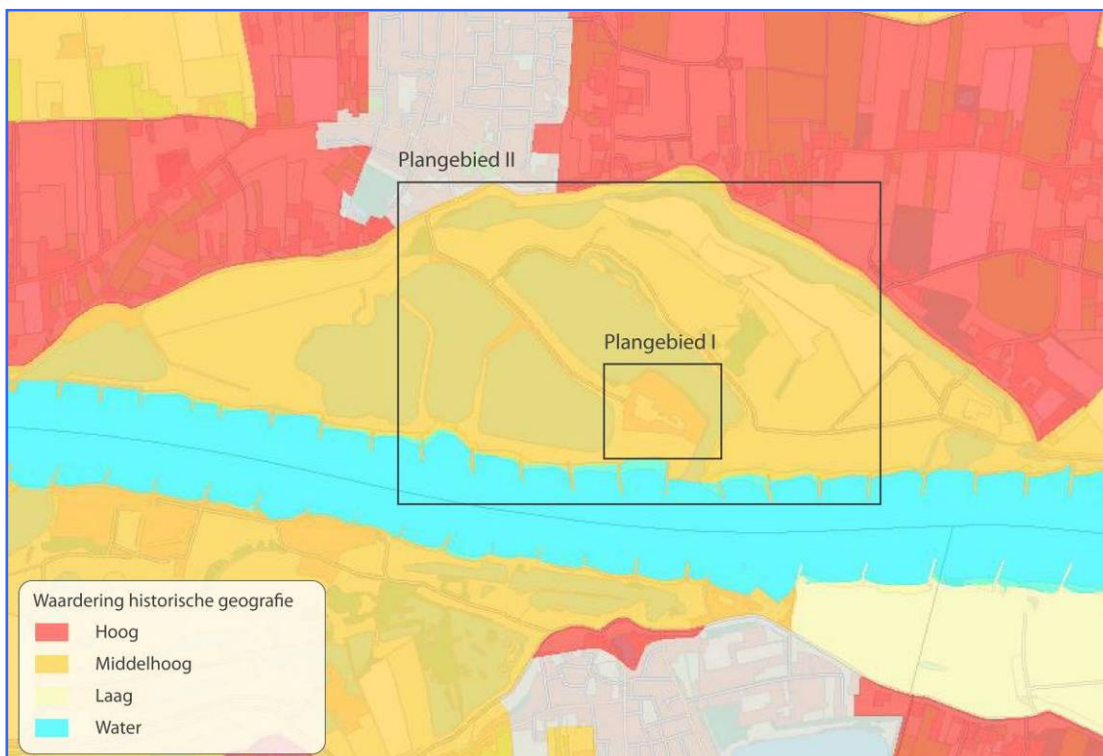 Plangebied II
Plangebied I
Waardering historische geografie
Hoog
Middelhoog
Laag
Water